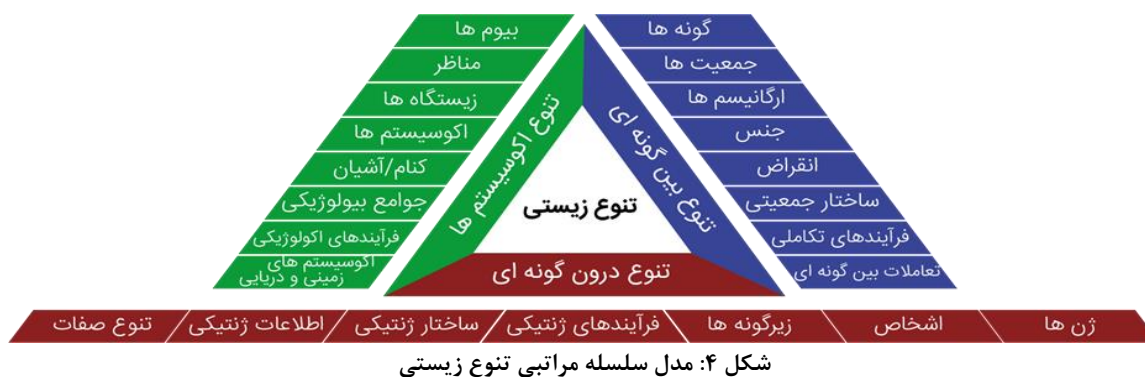 بیوم ها
مناظر
زیستگاه ها
اکوسیستم ها
کنام/آشیان
جوامع بیولوژیکی
فرآیندهای اکولوژیکی
اکوسیستم های
زمینی و دریایی
گونه ها
جمعیت ها
ارگانیسم ها
جنس
انقراض
ساختار جمعیتی
فرآیندهای تکاملی
تعاملات بین گونه ای
تنوع اکوسیستم ها
تنوع بین گونه ای
تنوع زیستی
تنوع درون گونه ای
ژن ها
اشخاص
زیرگونه ها
فرآیندهای ژنتیکی
ساختار ژنتیکی
اطلاعات ژنتیکی
تنوع صفات
شکل ۴: مدل سلسله مراتبی تنوع زیستی